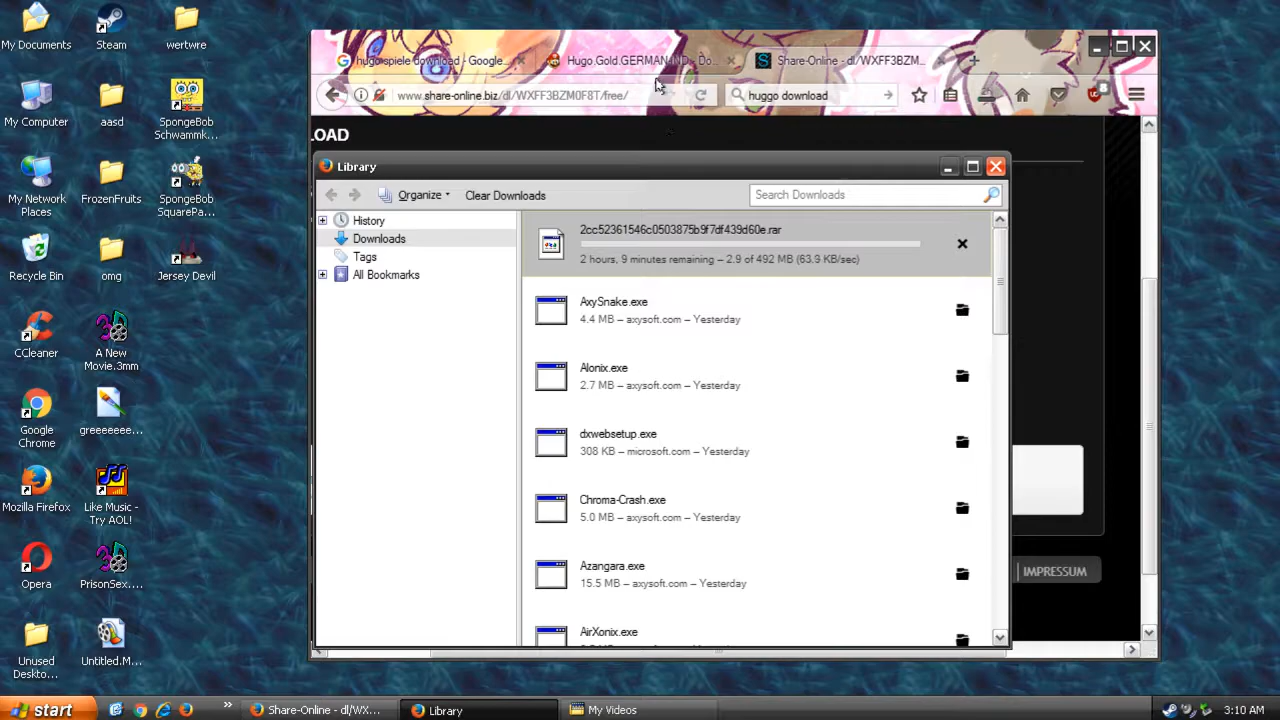 My Documents
Steam
wertwre
My Computer
aasd
SpongeBob
Schwammk...
My Network
Places
Frosty Fruits
SpongeBob
SquarePa...
Recycle Bin
omg
Jersey Devil
CCleaner
A New
Movie.3mm
Google
Chrome
greeeeeee...
Mozilla Firefox
Like Music -
Try AOL!
Opera
PrisonSex....
Unused
Deskto...
Untitled.M...
hugo spiele download - Google...
Hugo.Gold.GERMAN
Do...
Share-Online - dl/WXFF3BZM...
www.share-online.biz/dl/WXFF3BZM0F8T/free/
huggo download
LOAD
Library
Organize
Clear Downloads
Search Downloads
History
Downloads
Tags
All Bookmarks
2cc52361546c0503875b9f7df439d60e.rar
2 hours, 9 minutes remaining – 2.9 of 492 MB (63.9 KB/sec)
AxySnake.exe
4.4 MB – axysoft.com – Yesterday
Alonix.exe
2.7 MB – axysoft.com – Yesterday
dxwebsetup.exe
308 KB – microsoft.com – Yesterday
Chroma-Crash.exe
5.0 MB – axysoft.com – Yesterday
Azangara.exe
15.5 MB – axysoft.com – Yesterday
AirXonix.exe
IMPRESSUM
start
Share-Online - dl/WX...
Library
My Videos
3:10 AM